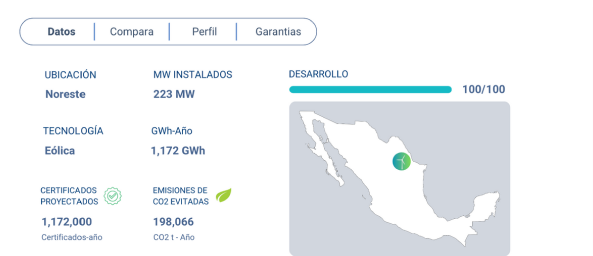 Datos
Compara
Perfil
Garantias
UBICACIÓN
Noreste
MW INSTALADOS
223 MW
DESARROLLO
100/100
TECNOLOGÍA
Eólica
GWh-Año
1,172 GWh
CERTIFICADOS
PROYECTADOS
1,172,000
Certificados-año
EMISIONES DE
CO2 EVITADAS
198,066
CO2 t - Año